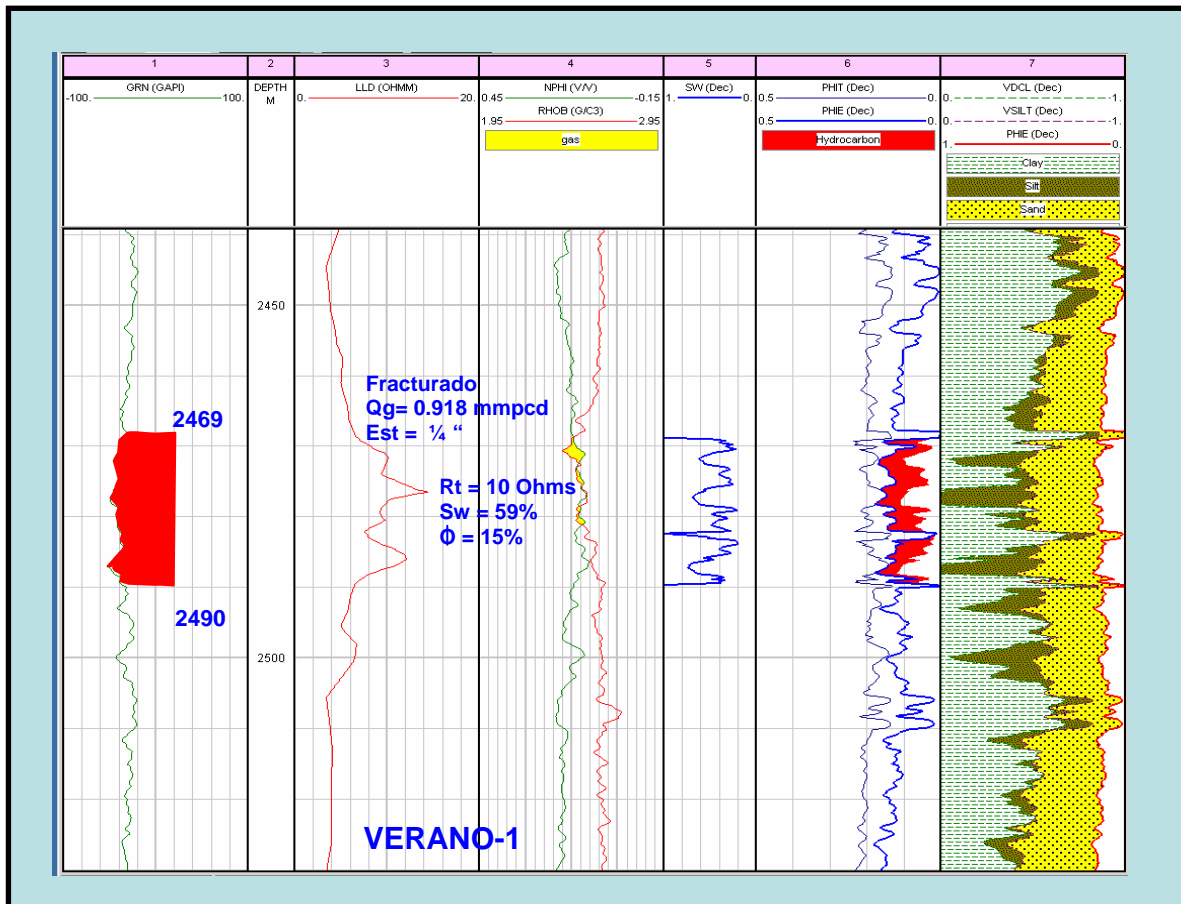 1 2 3 4 5 6 7
GRN (GAPI)
-100. 100.
DEPTH
M
LLD (OHMM)
0. 20.
NPHI (V/V)
0.45 -0.15
RHOB (G/C3)
1.95 2.95
gas
SW (Dec)
1. 0.
PHIT (Dec)
0.5 0.
PHIE (Dec)
0.5 0.
Hydrocarbon
VDCL (Dec)
0. 1.
VSILT (Dec)
0. 1.
PHIE (Dec)
1. 0.
Clay
Silt
Sand
2450
Fracturado
Qg= 0.918 mmpcd
Est = ¼ “
2469
Rt = 10 Ohms
Sw = 59%
Φ = 15%
2490
2500
VERANO-1